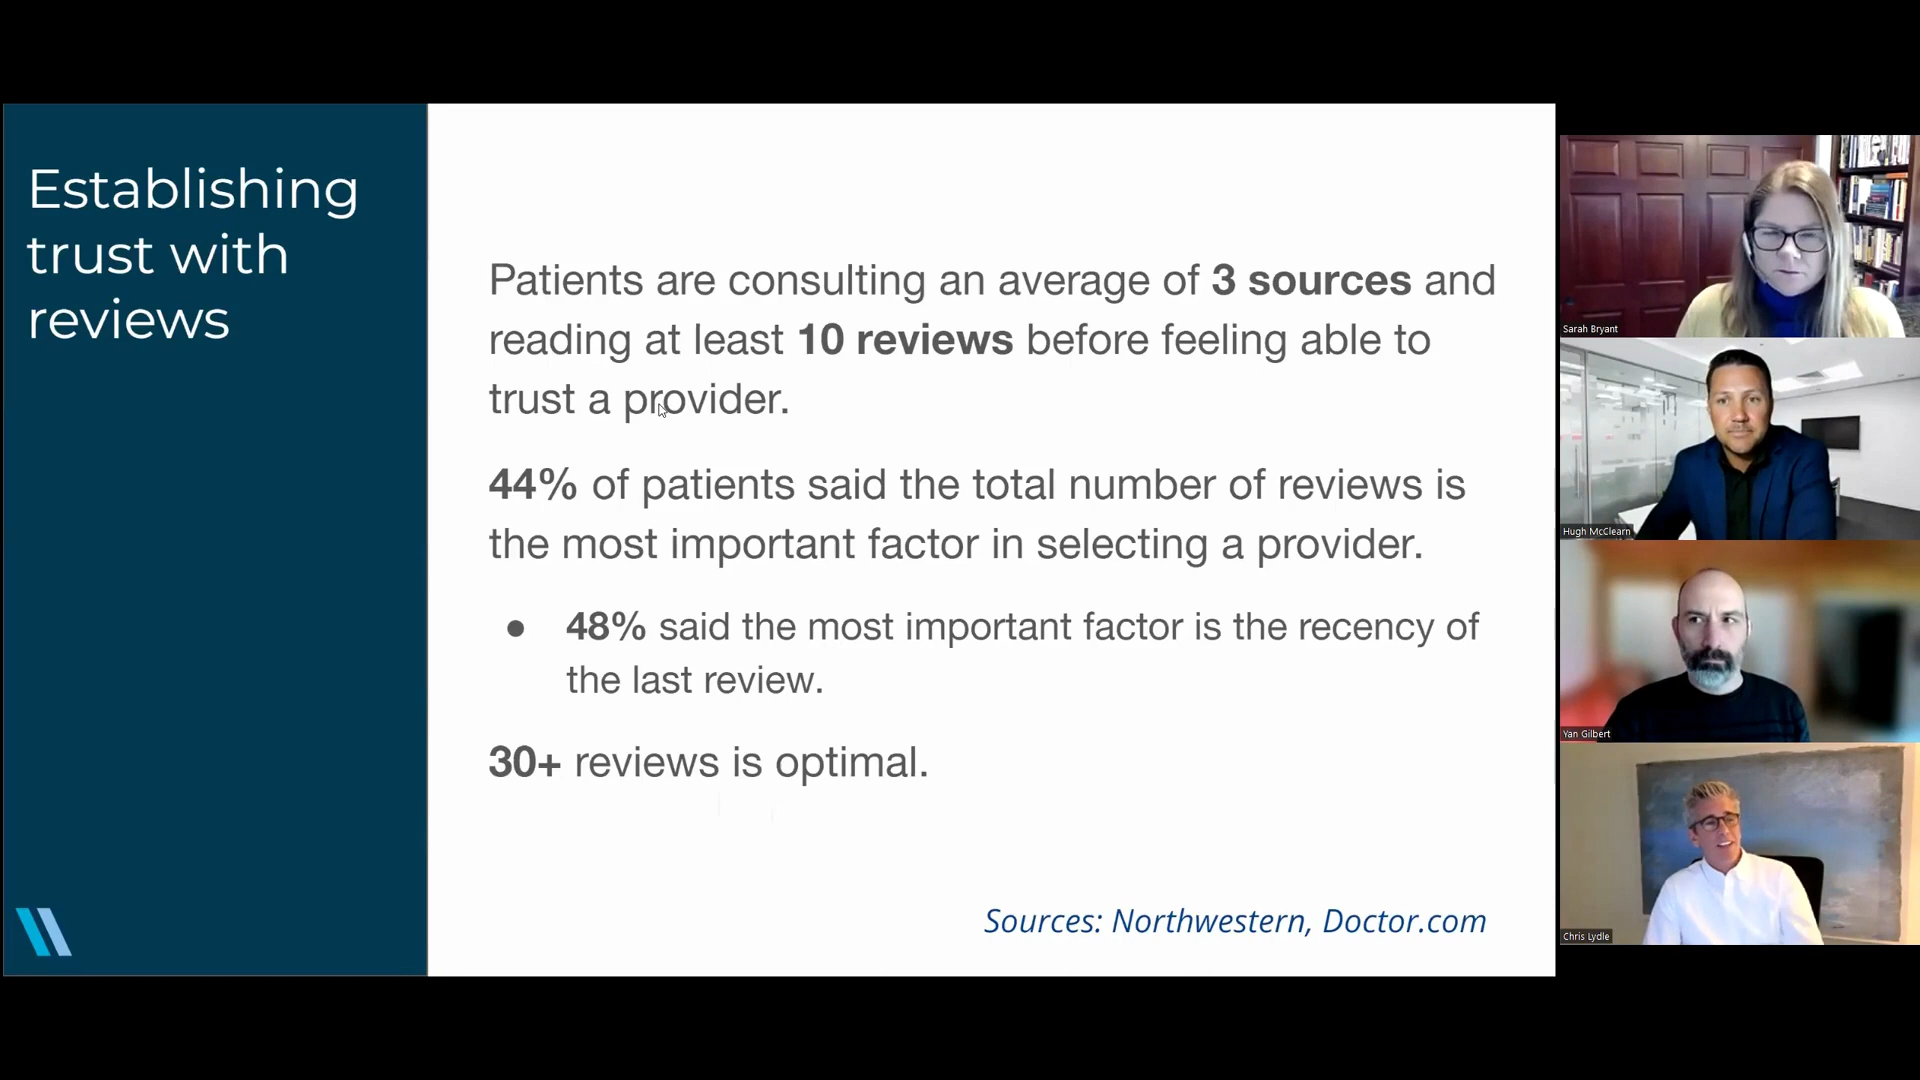 Establishing
trust with
reviews
Patients are consulting an average of 3 sources and
reading at least 10 reviews before feeling able to
trust a provider.
44% of patients said the total number of reviews is
the most important factor in selecting a provider.
● 48% said the most important factor is the recency of
the last review.
30+ reviews is optimal.
Sources: Northwestern, Doctor.com
Sarah Bryant
Hugh McClearn
Yan Gilbert
Chris Lydle